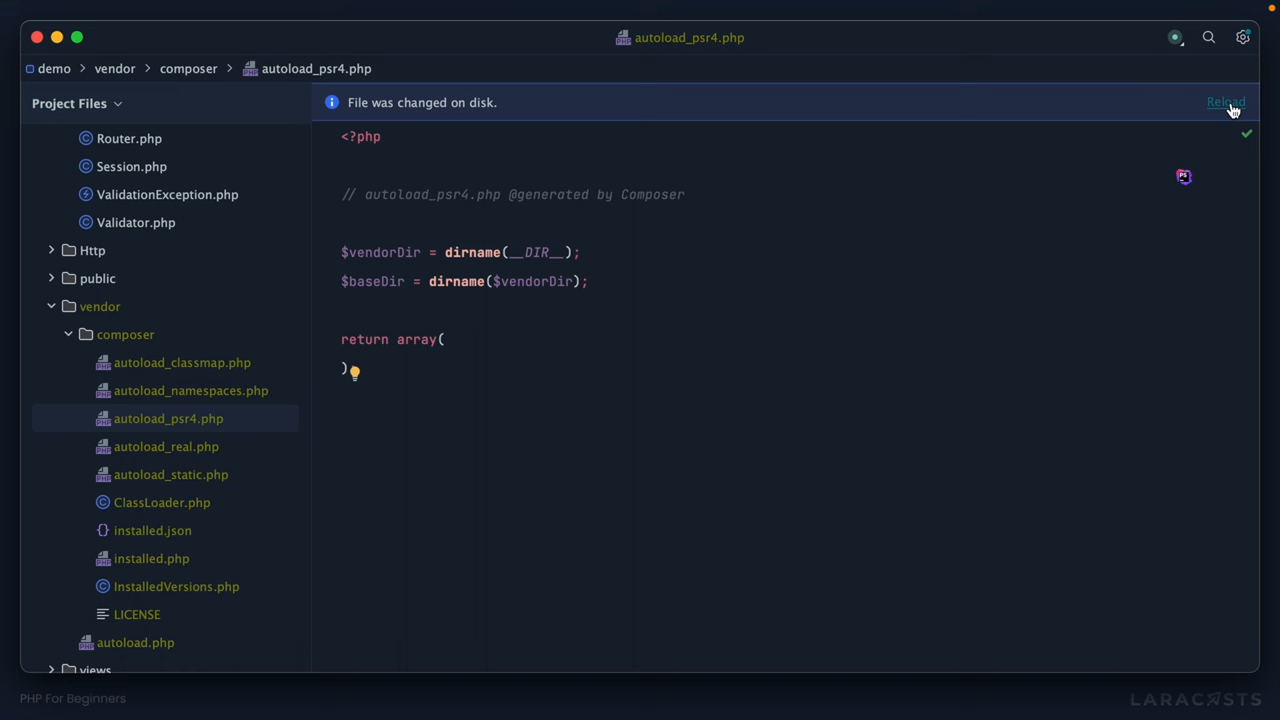 autoload_psr4.php
demo > vendor > composer > autoload_psr4.php
Project Files
File was changed on disk.
Reload
Router.php
Session.php
ValidationException.php
Validator.php
Http
public
vendor
composer
autoload_classmap.php
autoload_namespaces.php
autoload_psr4.php
autoload_real.php
autoload_static.php
ClassLoader.php
installed.json
installed.php
InstalledVersions.php
LICENSE
autoload.php
views
<?php
// autoload_psr4.php @generated by Composer
$vendorDir = dirname(__DIR__);
$baseDir = dirname($vendorDir);
return array(
)
PS
PHP For Beginners
LARACASTS